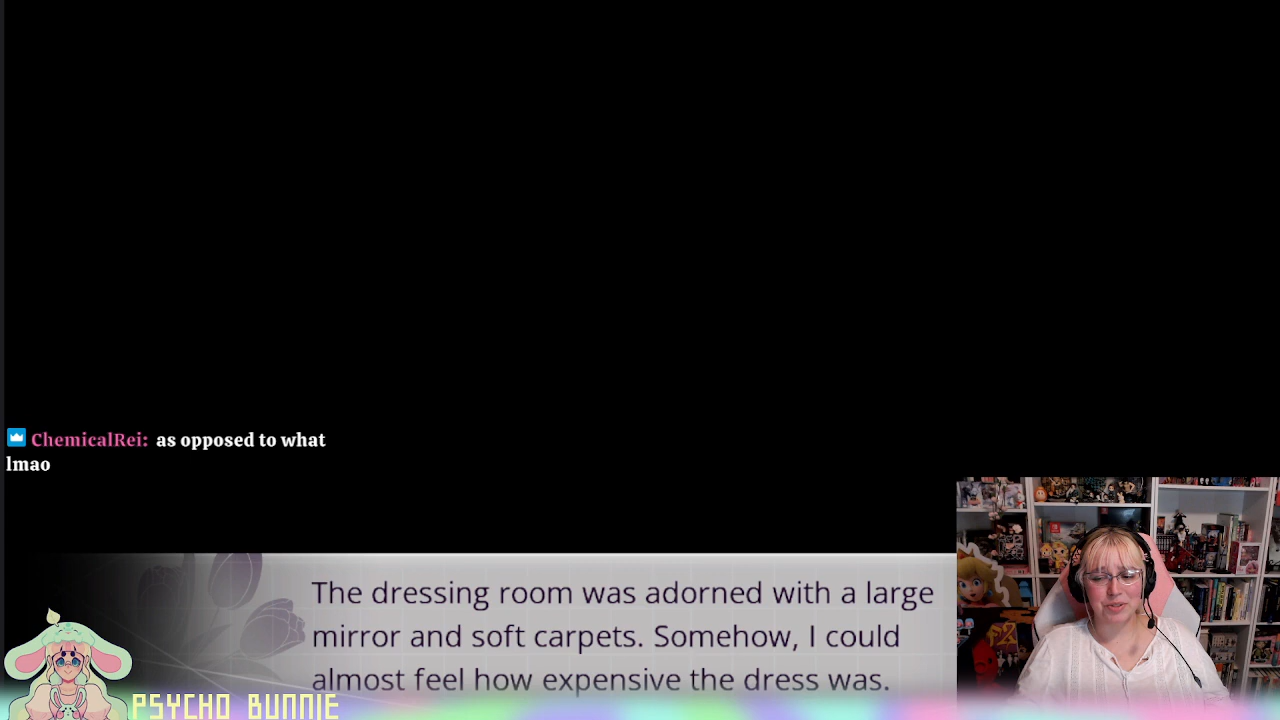 ChemicalRei: as opposed to what
lmao
The dressing room was adorned with a large
mirror and soft carpets. Somehow, I could
almost feel how expensive the dress was.
PSYCHO BUNNIE